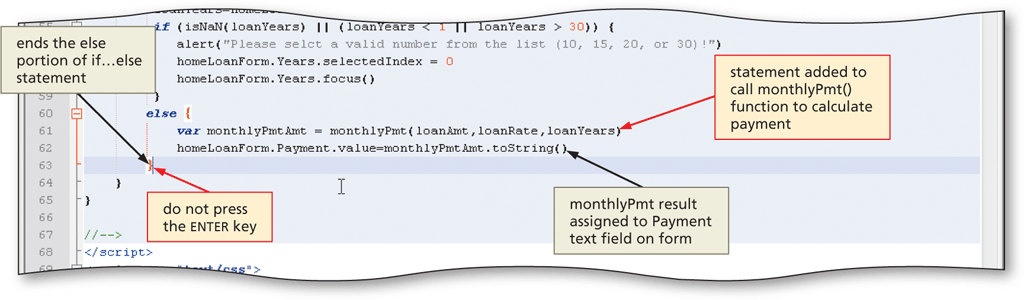 if (isNaN(loanYears) || (loanYears < 1 || loanYears > 30)) {
alert("Please selct a valid number from the list (10, 15, 20, or 30)!")
homeLoanForm.Years.selectedIndex = 0
homeLoanForm.Years.focus()
59 }
60 else {
61 var monthlyPmtAmt = monthlyPmt(loanAmt,loanRate,loanYears)
62 homeLoanForm.Payment.value=monthlyPmtAmt.toString()
63 }
64 }
65 }
66
67 //-->
68 </script>
69
ends the else
portion of if...else
statement
statement added to
call monthlyPmt()
function to calculate
payment
do not press
the ENTER key
monthlyPmt result
assigned to Payment
text field on form